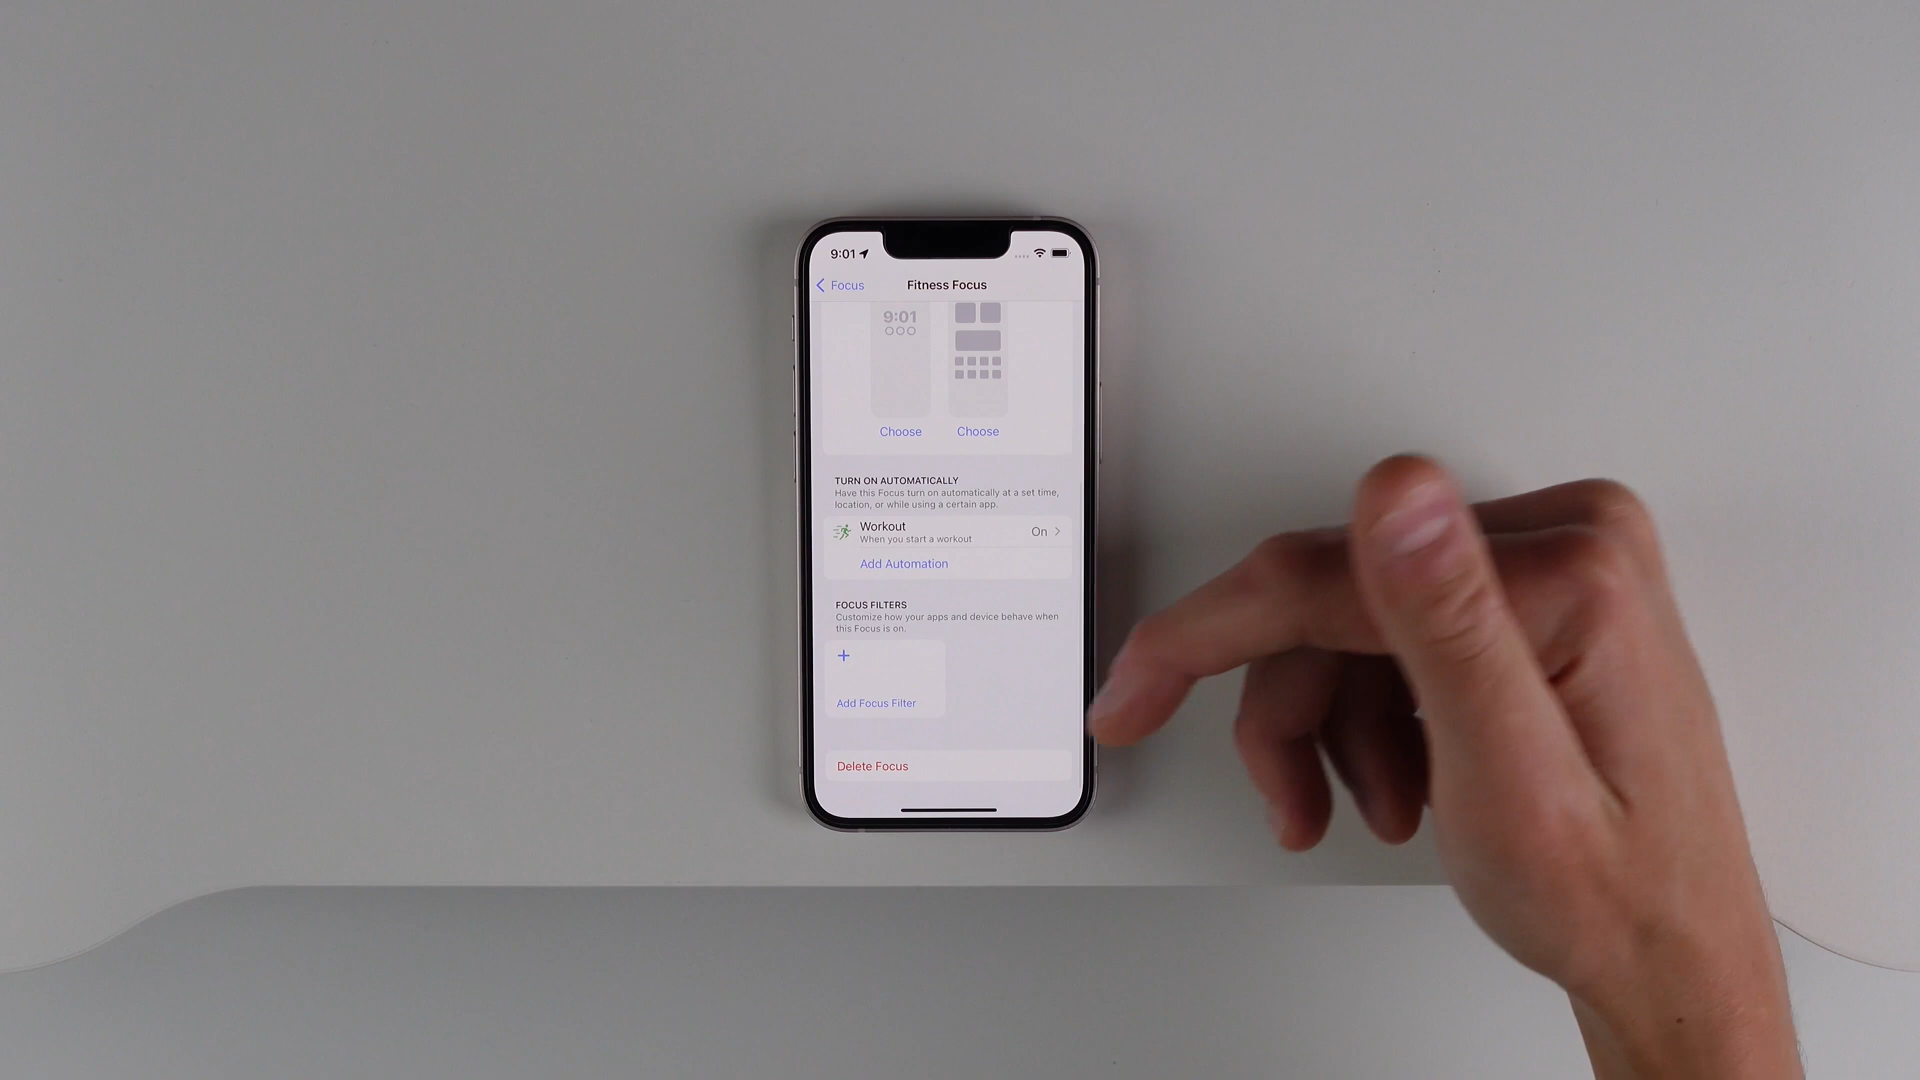 9:01
Focus
Fitness Focus
9:01
Choose
Choose
TURN ON AUTOMATICALLY
Have this Focus turn on automatically at a set time,
location, or while using a certain app.
Workout
When you start a workout
On
Add Automation
FOCUS FILTERS
Customize how your apps and device behave when
this Focus is on.
+
Add Focus Filter
Delete Focus